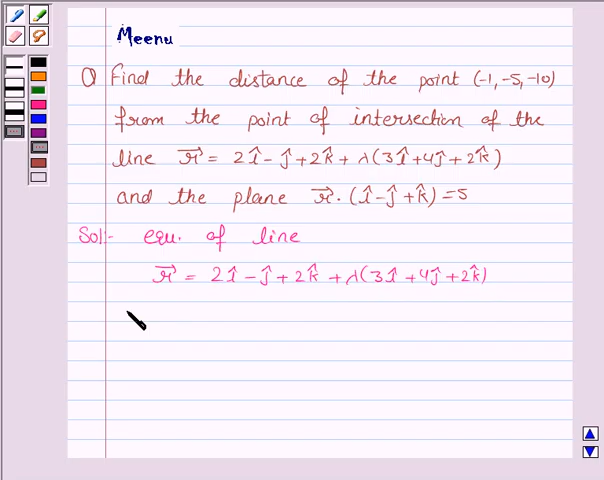 Meenu
Q Find the distance of the point (-1, -5, -10)
from the point of intersection of the
line r⃗ = 2î - ĵ + 2k̂ + λ(3î + 4ĵ + 2k̂)
and the plane r⃗ · (î - ĵ + k̂) = 5
Sol:- equ. of line
r⃗ = 2î - ĵ + 2k̂ + λ(3î + 4ĵ + 2k̂)